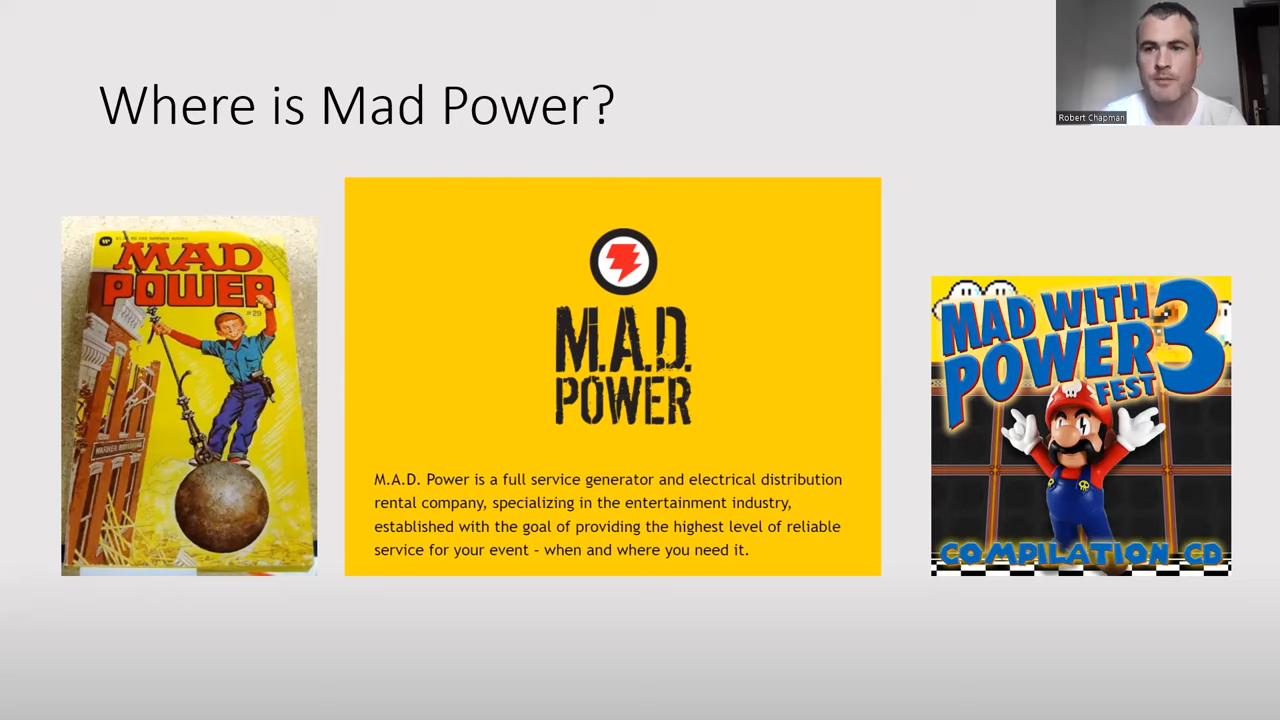 Where is Mad Power?
Robert Chapman
MAD
POWER
#29
M.A.D.
POWER
M.A.D. Power is a full service generator and electrical distribution
rental company, specializing in the entertainment industry,
established with the goal of providing the highest level of reliable
service for your event - when and where you need it.
MAD WITH
POWER
FEST
3
COMPILATION CD